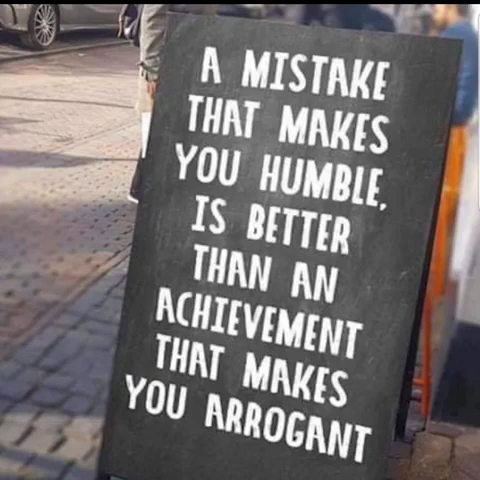 A MISTAKE
THAT MAKES
YOU HUMBLE,
IS BETTER
THAN AN
ACHIEVEMENT
THAT MAKES
YOU ARROGANT